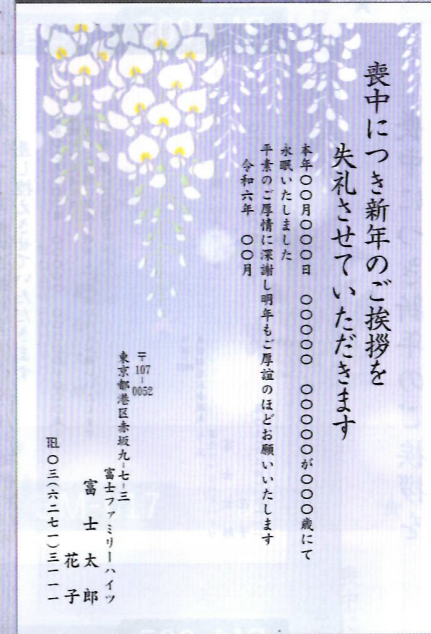 喪中につき新年のご挨拶を
失礼させていただきます
本年〇〇月〇〇〇日　〇〇〇〇〇　〇〇〇〇〇が〇〇〇歳にて
永眠いたしました
平素のご厚情に深謝し明年もご厚誼のほどお願いいたします
令和六年　〇〇月
〒107-0052
東京都港区赤坂九-七-三
富士ファミリーハイツ
富士太郎
花子
TEL 〇三(六二七一)三一一一